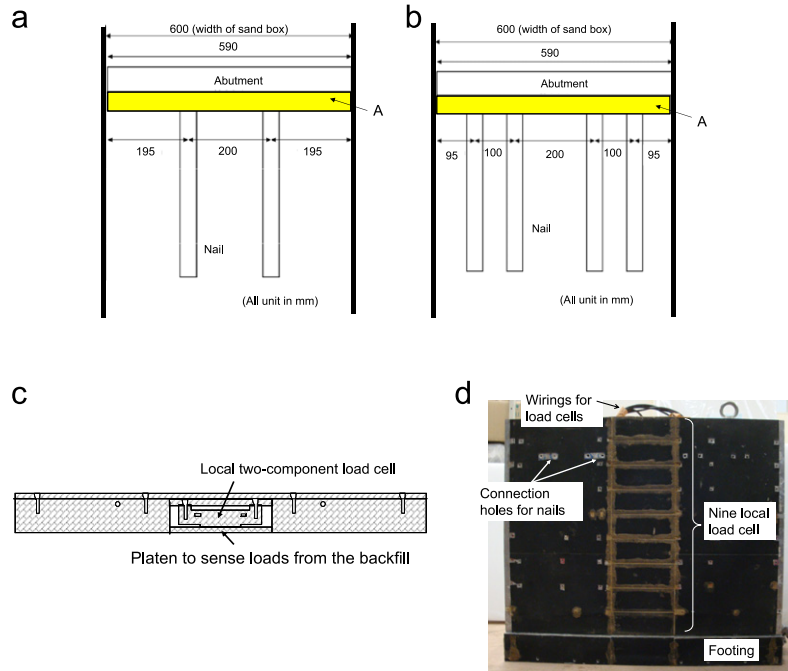 a
600 (width of sand box)
590
Abutment
A
195
200
195
Nail
(All unit in mm)
b
600 (width of sand box)
590
Abutment
A
95
100
200
100
95
Nail
(All unit in mm)
c
Local two-component load cell
Platen to sense loads from the backfill
d
Wirings for
load cells
Connection
holes for nails
Nine local
load cell
Footing